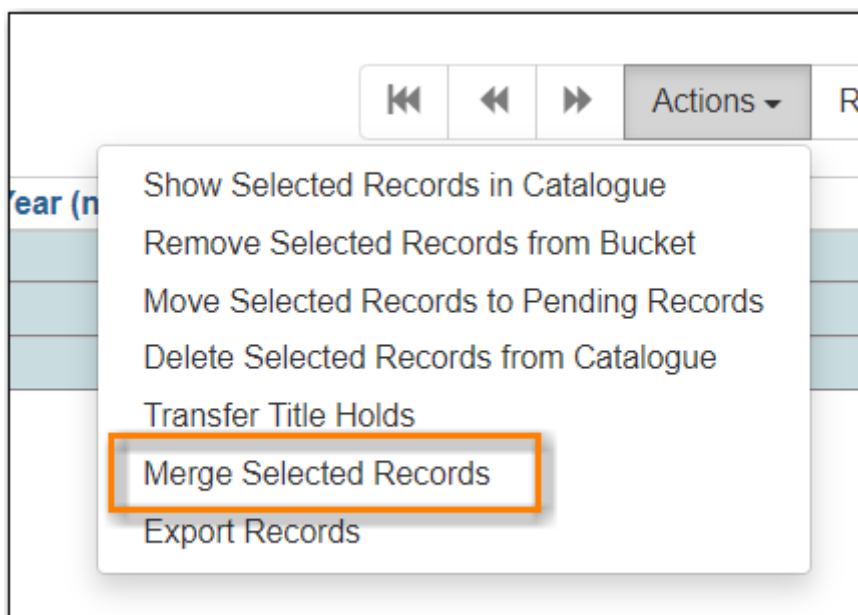 Actions
R
Year (n
Show Selected Records in Catalogue
Remove Selected Records from Bucket
Move Selected Records to Pending Records
Delete Selected Records from Catalogue
Transfer Title Holds
Merge Selected Records
Export Records